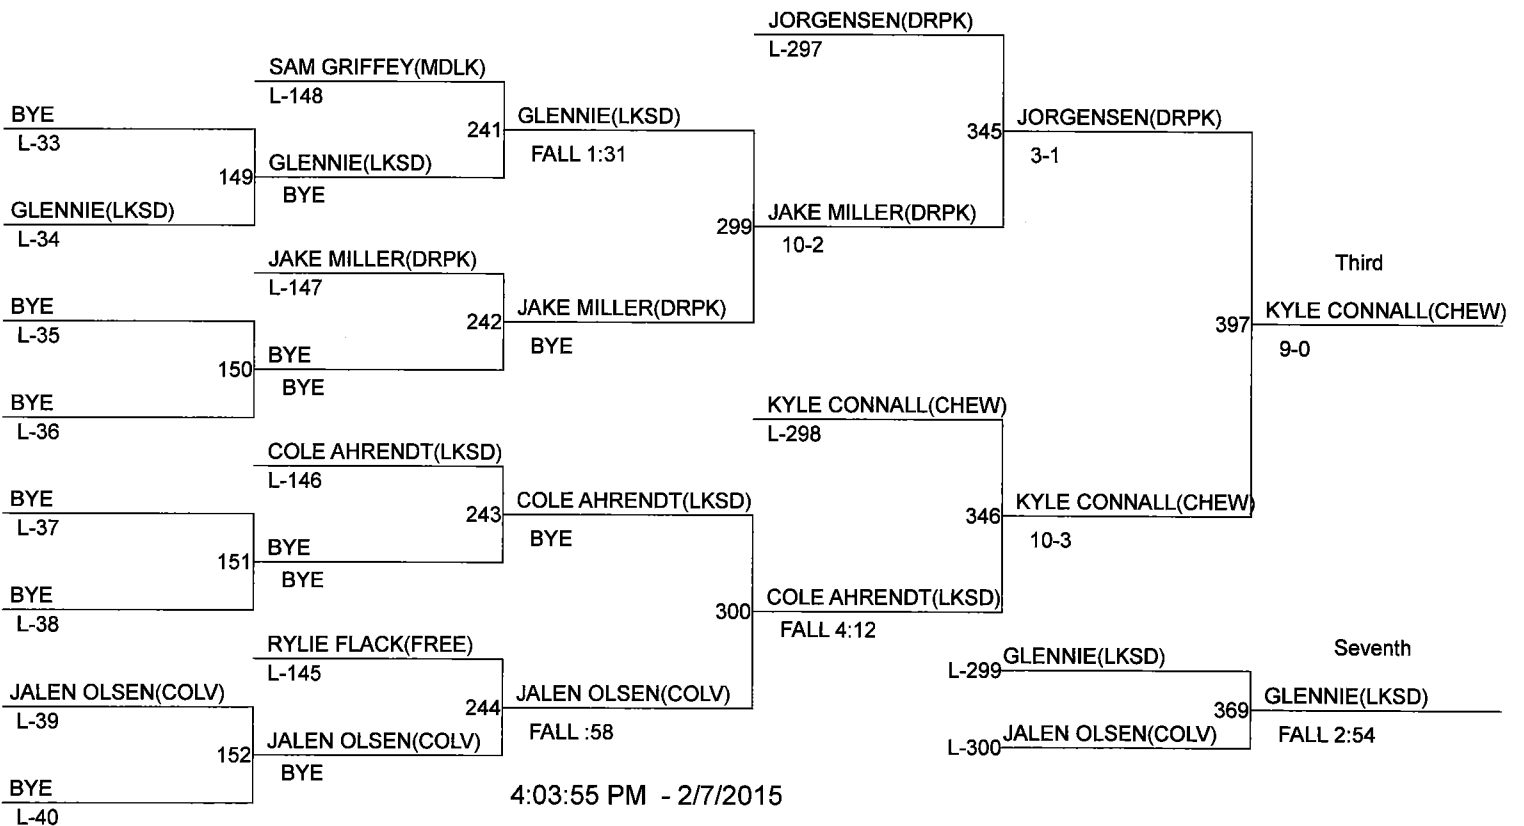 BYE
L-33
GLENNIE(LKSD)
L-34
BYE
L-35
BYE
L-36
BYE
L-37
BYE
L-38
JALEN OLSEN(COLV)
L-39
BYE
L-40
SAM GRIFFEY(MDLK)
L-148
149
GLENNIE(LKSD)
BYE
JAKE MILLER(DRPK)
L-147
150
BYE
BYE
COLE AHRENDT(LKSD)
L-146
151
BYE
BYE
RYLIE FLACK(FREE)
L-145
152
JALEN OLSEN(COLV)
BYE
241
GLENNIE(LKSD)
FALL 1:31
242
JAKE MILLER(DRPK)
BYE
243
COLE AHRENDT(LKSD)
BYE
244
JALEN OLSEN(COLV)
FALL :58
JORGENSEN(DRPK)
L-297
299
JAKE MILLER(DRPK)
10-2
KYLE CONNALL(CHEW)
L-298
300
COLE AHRENDT(LKSD)
FALL 4:12
345
JORGENSEN(DRPK)
3-1
346
KYLE CONNALL(CHEW)
10-3
Third
397
KYLE CONNALL(CHEW)
9-0
Seventh
L-299
GLENNIE(LKSD)
L-300
JALEN OLSEN(COLV)
369
GLENNIE(LKSD)
FALL 2:54
4:03:55 PM - 2/7/2015